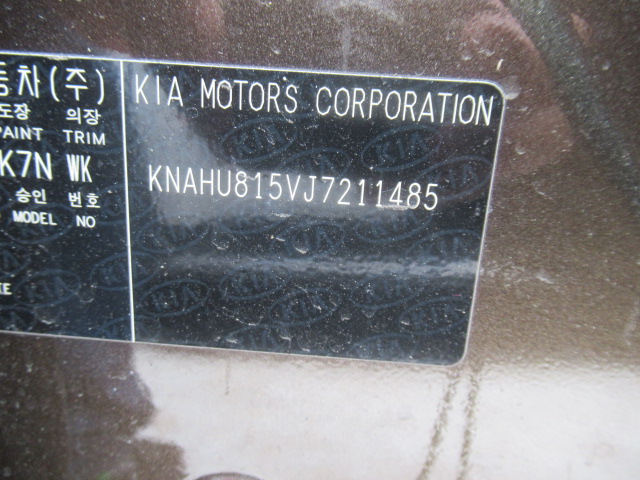 동차(주)
KIA MOTORS CORPORATION
도장 의장
PAINT TRIM
K7N WK
KNAHU815VJ7211485
승인 번호
MODEL NO